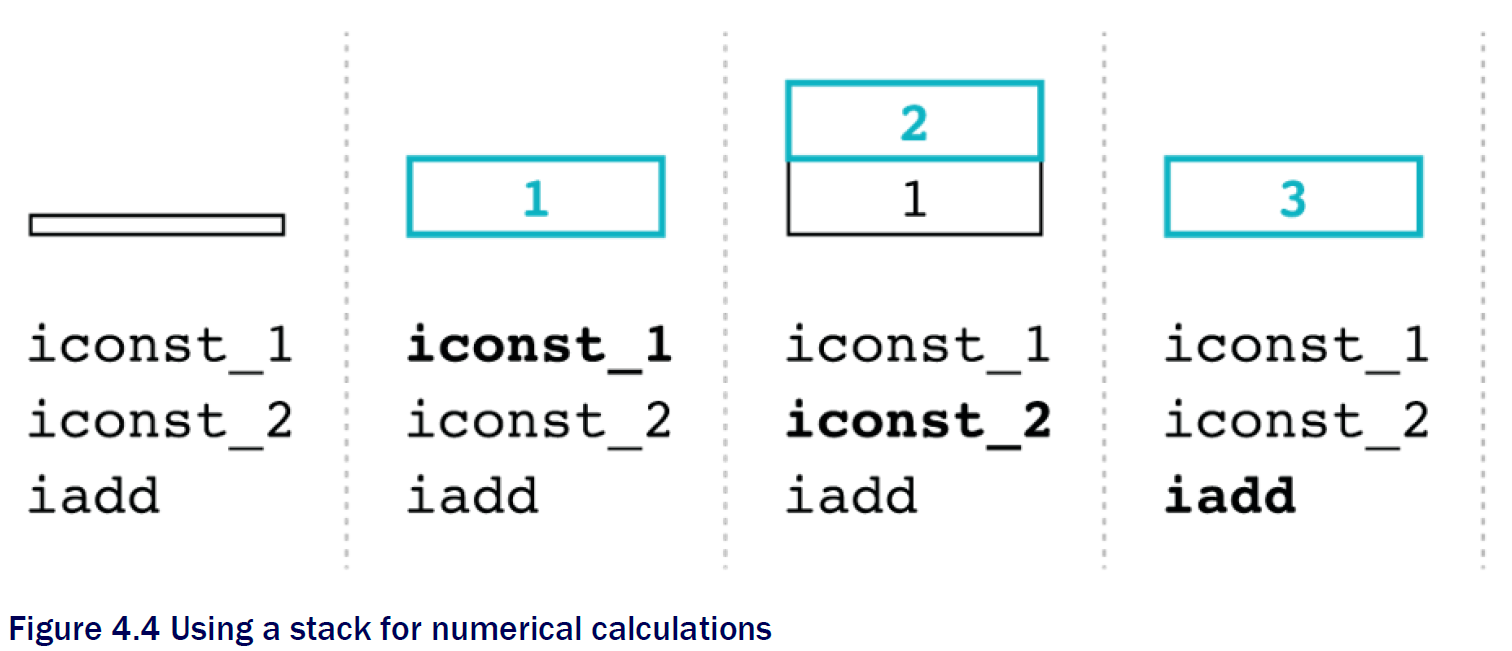 1
2
1
3
iconst_1
iconst_2
iadd
iconst_1
iconst_2
iadd
iconst_1
iconst_2
iadd
iconst_1
iconst_2
iadd
Figure 4.4 Using a stack for numerical calculations